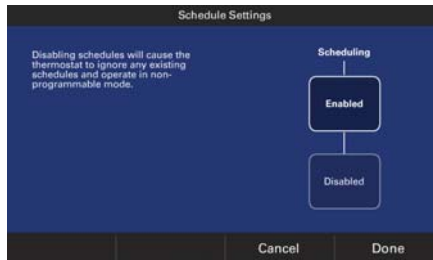 Schedule Settings
Disabling schedules will cause the
thermostat to ignore any existing
schedules and operate in non-
programmable mode.
Scheduling
Enabled
Disabled
Cancel
Done